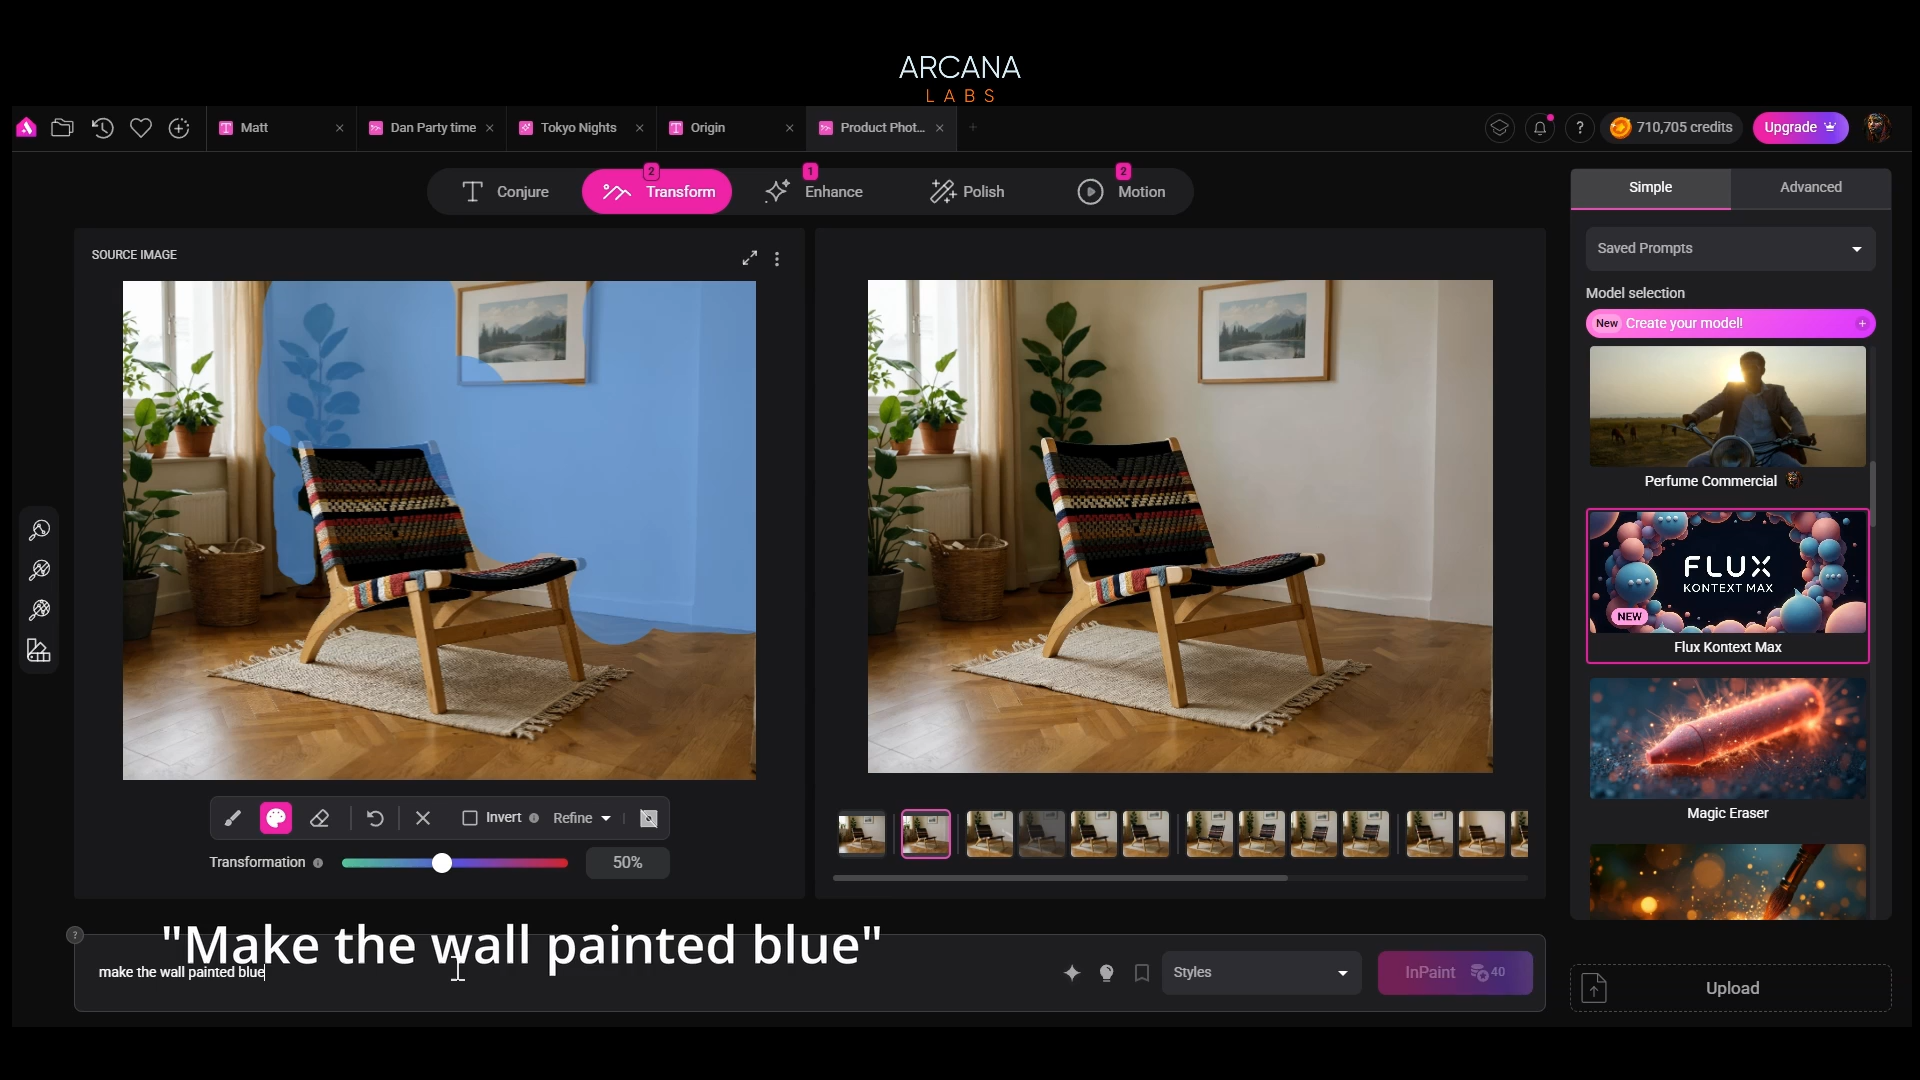 ARCANA
LABS
Matt
Dan Party time
Tokyo Nights
Origin
Product Phot...
710,705 credits
Upgrade
2
1
2
Conjure
Transform
Enhance
Polish
Motion
Simple
Advanced
SOURCE IMAGE
Saved Prompts
Model selection
New Create your model!
Perfume Commercial
FLUX
KONTEXT MAX
NEW
Flux Kontext Max
Magic Eraser
Invert
Refine
Transformation
50%
"Make the wall painted blue"
make the wall painted blue
Styles
InPaint 40
Upload